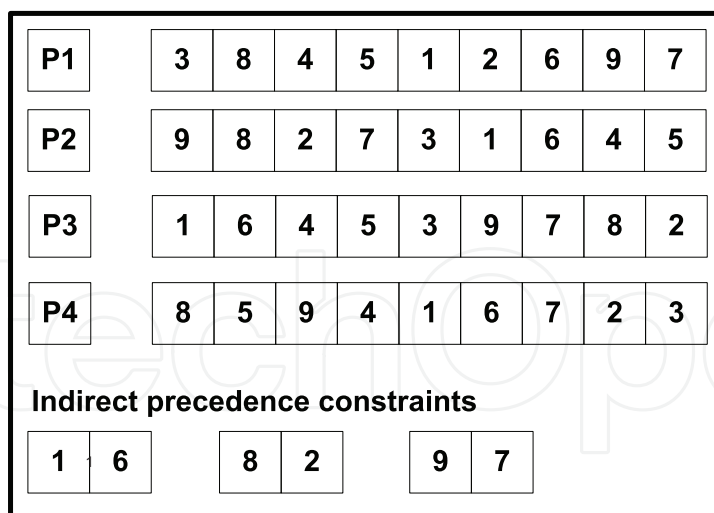 P1 3 8 4 5 1 2 6 9 7
P2 9 8 2 7 3 1 6 4 5
P3 1 6 4 5 3 9 7 8 2
P4 8 5 9 4 1 6 7 2 3
Indirect precedence constraints
1 1 6 8 2 9 7